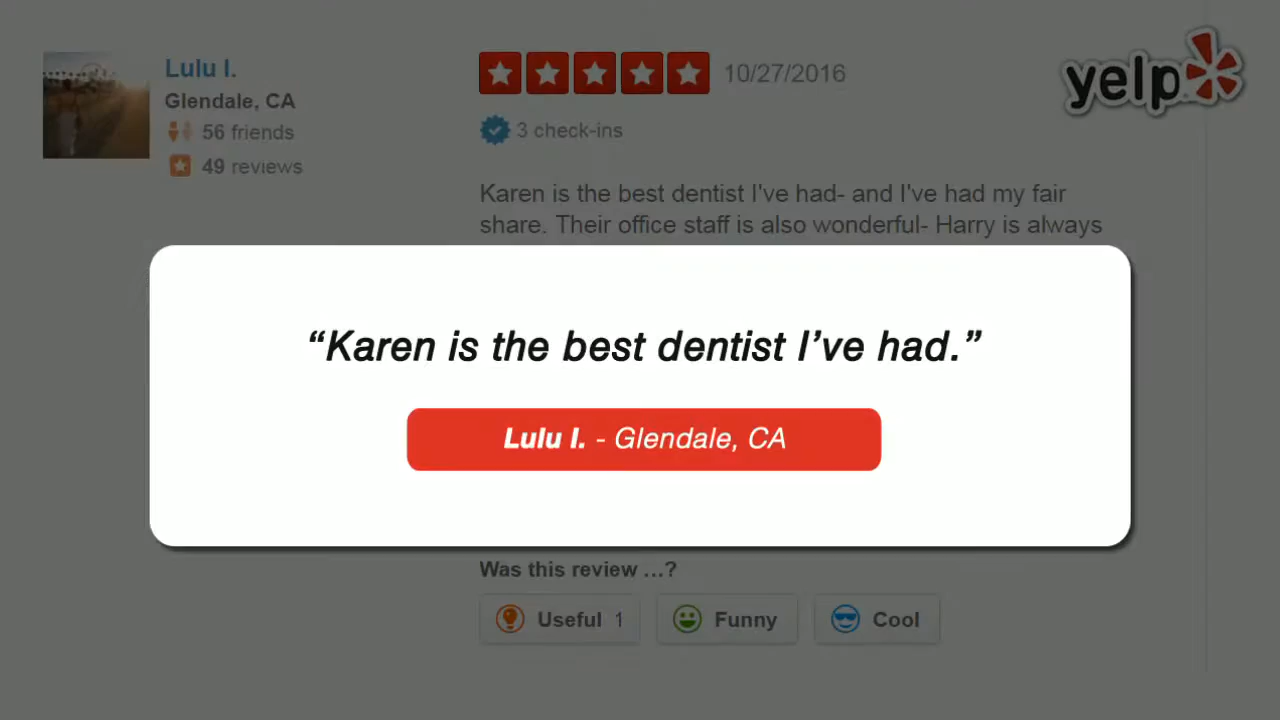 Lulu I.
Glendale, CA
56 friends
49 reviews
10/27/2016
yelp
3 check-ins
Karen is the best dentist I've had- and I've had my fair
share. Their office staff is also wonderful- Harry is always
“Karen is the best dentist I’ve had.”
Lulu I. - Glendale, CA
Was this review ...?
Useful 1
Funny
Cool